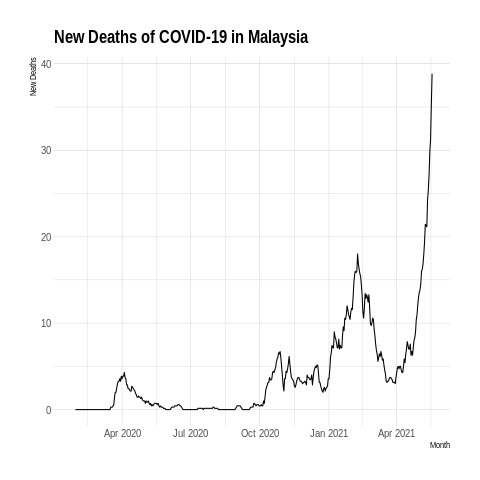 New Deaths of COVID-19 in Malaysia
New Deaths
40
30
20
10
0
Apr 2020 Jul 2020 Oct 2020 Jan 2021 Apr 2021
Month